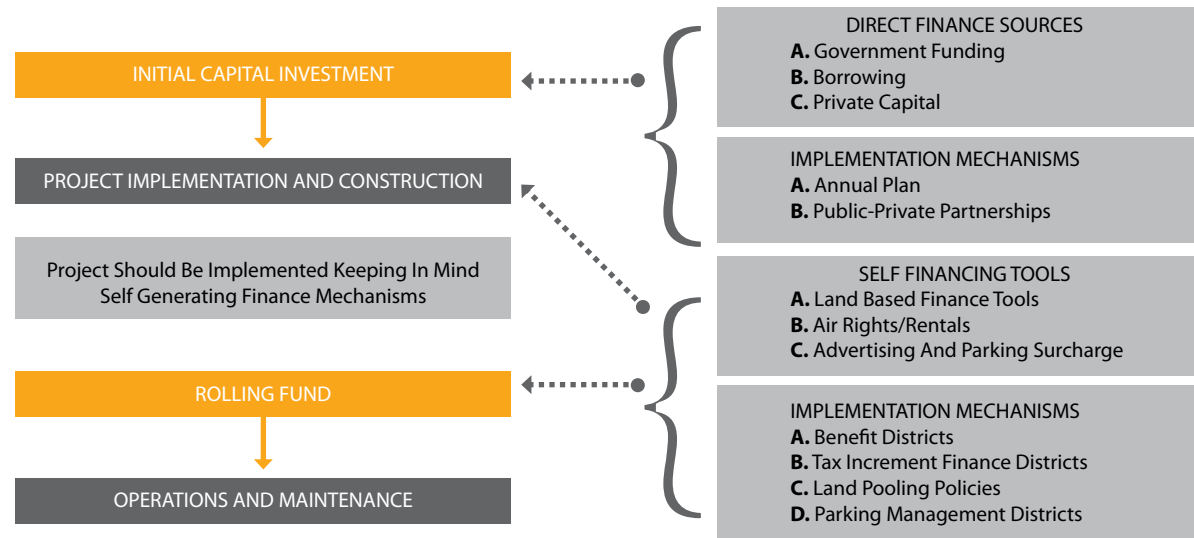 INITIAL CAPITAL INVESTMENT
PROJECT IMPLEMENTATION AND CONSTRUCTION
Project Should Be Implemented Keeping In Mind
Self Generating Finance Mechanisms
ROLLING FUND
OPERATIONS AND MAINTENANCE
DIRECT FINANCE SOURCES
A. Government Funding
B. Borrowing
C. Private Capital
IMPLEMENTATION MECHANISMS
A. Annual Plan
B. Public-Private Partnerships
SELF FINANCING TOOLS
A. Land Based Finance Tools
B. Air Rights/Rentals
C. Advertising And Parking Surcharge
IMPLEMENTATION MECHANISMS
A. Benefit Districts
B. Tax Increment Finance Districts
C. Land Pooling Policies
D. Parking Management Districts